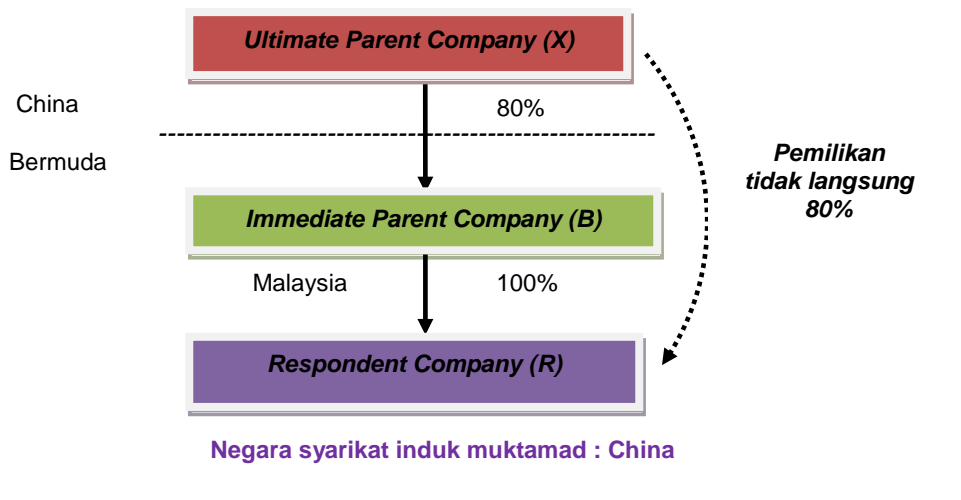 Ultimate Parent Company (X)
China
80%
Bermuda
Pemilikan
tidak langsung
80%
Immediate Parent Company (B)
Malaysia
100%
Respondent Company (R)
Negara syarikat induk muktamad : China